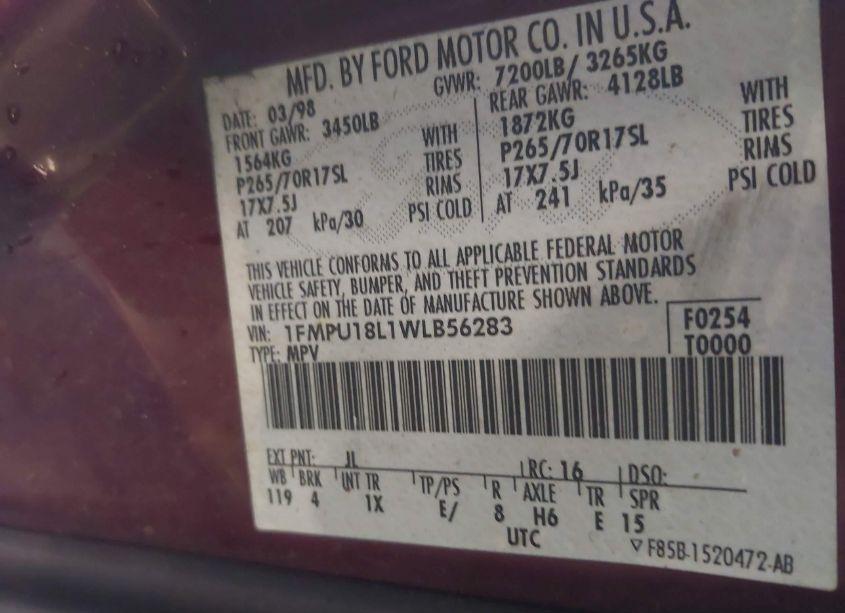 MFD. BY FORD MOTOR CO. IN U.S.A.
DATE: 03/98 GVWR: 7200LB/ 3265KG
FRONT GAWR: 3450LB REAR GAWR: 4128LB
1564KG WITH 1872KG WITH
P265/70R17SL TIRES P265/70R17SL TIRES
17X7.5J RIMS 17X7.5J RIMS
AT 207 kPa/30 PSI COLD AT 241 kPa/35 PSI COLD
THIS VEHICLE CONFORMS TO ALL APPLICABLE FEDERAL MOTOR
VEHICLE SAFETY, BUMPER, AND THEFT PREVENTION STANDARDS
IN EFFECT ON THE DATE OF MANUFACTURE SHOWN ABOVE.
VIN: 1FMPU18L1WLB56283 F0254
TYPE: MPV T0000
EXT PNT: JL RC: 16 DSO:
WB BRK INT TR TP/PS R AXLE TR SPR
119 4 1X E/ 8 H6 E 15
UTC
▽F85B-1520472-AB